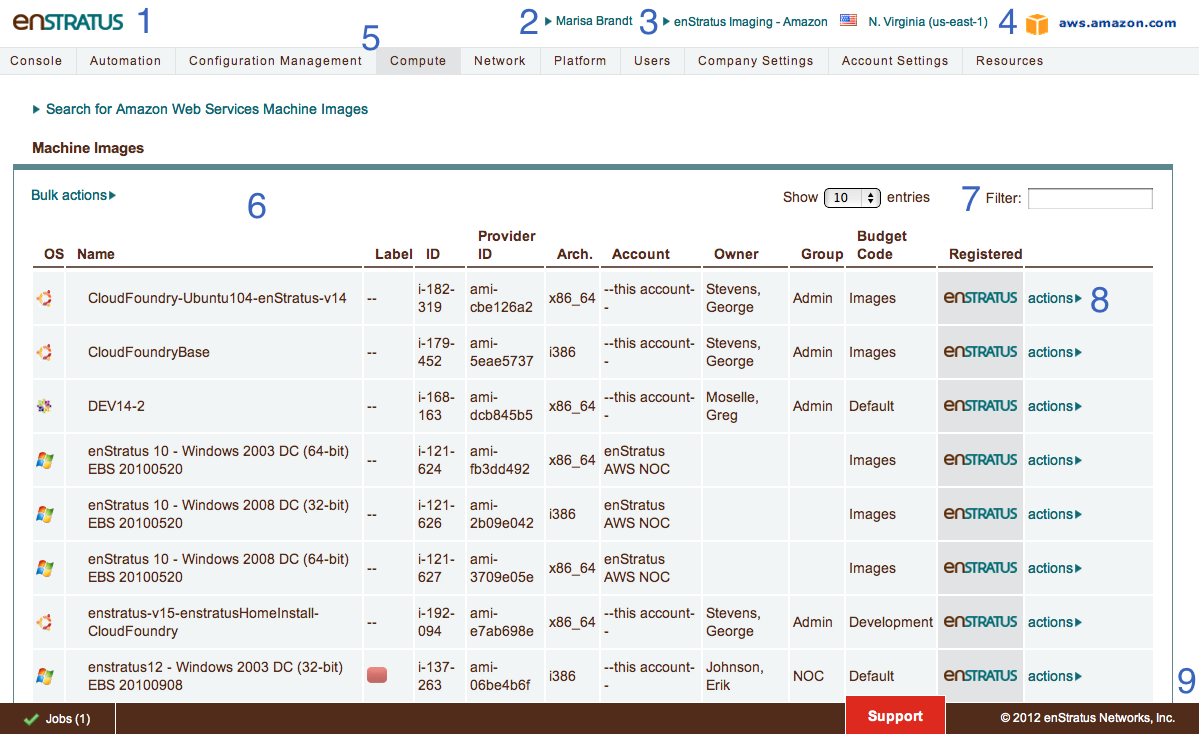 enSTRATUS 1 2 Marisa Brandt 3 enStratus Imaging - Amazon N. Virginia (us-east-1) 4 aws.amazon.com
5
Console Automation Configuration Management Compute Network Platform Users Company Settings Account Settings Resources
Search for Amazon Web Services Machine Images
Machine Images
Bulk actions 6 Show 10 entries 7 Filter:
Provider Budget
OS Name Label ID ID Arch. Account Owner Group Code Registered
i-182- ami- --this account- Stevens,
CloudFoundry-Ubuntu104-enStratus-v14 -- x86_64 Admin Images enSTRATUS actions 8
319 cbe126a2 - George
i-179- ami- --this account- Stevens,
CloudFoundryBase -- i386 Admin Images enSTRATUS actions
452 5eae5737 - George
i-168- ami- --this account- Moselle,
DEV14-2 -- x86_64 Admin Default enSTRATUS actions
163 dcb845b5 - Greg
enStratus 10 - Windows 2003 DC (64-bit) i-121- ami- enStratus
-- x86_64 Images enSTRATUS actions
EBS 20100520 624 fb3dd492 AWS NOC
enStratus 10 - Windows 2008 DC (32-bit) i-121- ami- enStratus
-- i386 Images enSTRATUS actions
EBS 20100520 626 2b09e042 AWS NOC
enStratus 10 - Windows 2008 DC (64-bit) i-121- ami- enStratus
-- x86_64 Images enSTRATUS actions
EBS 20100520 627 3709e05e AWS NOC
enstratus-v15-enstratusHomeInstall- i-192- ami- --this account- Stevens,
-- x86_64 Admin Development enSTRATUS actions
CloudFoundry 094 e7ab698e - George
enstratus12 - Windows 2003 DC (32-bit) i-137- ami- --this account- Johnson,
i386 NOC Default enSTRATUS actions
EBS 20100908 263 06be4b6f - Erik
9
Jobs (1) Support © 2012 enStratus Networks, Inc.